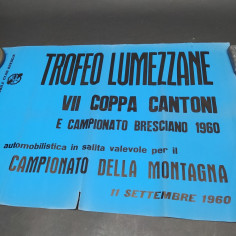 TROFEO LUMEZZANE
VII COPPA CANTONI
E CAMPIONATO BRESCIANO 1960
automobilistica in salita valevole per il
CAMPIONATO DELLA MONTAGNA
11 SETTEMBRE 1960